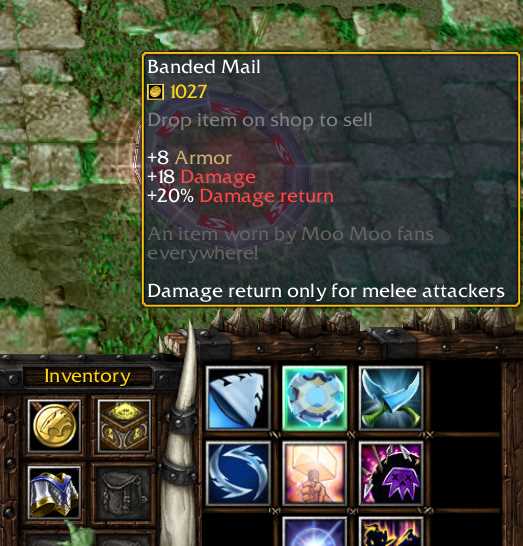 Banded Mail
1027
Drop item on shop to sell
+8 Armor
+18 Damage
+20% Damage return
An item worn by Moo Moo fans
everywhere!
Damage return only for melee attackers
Inventory